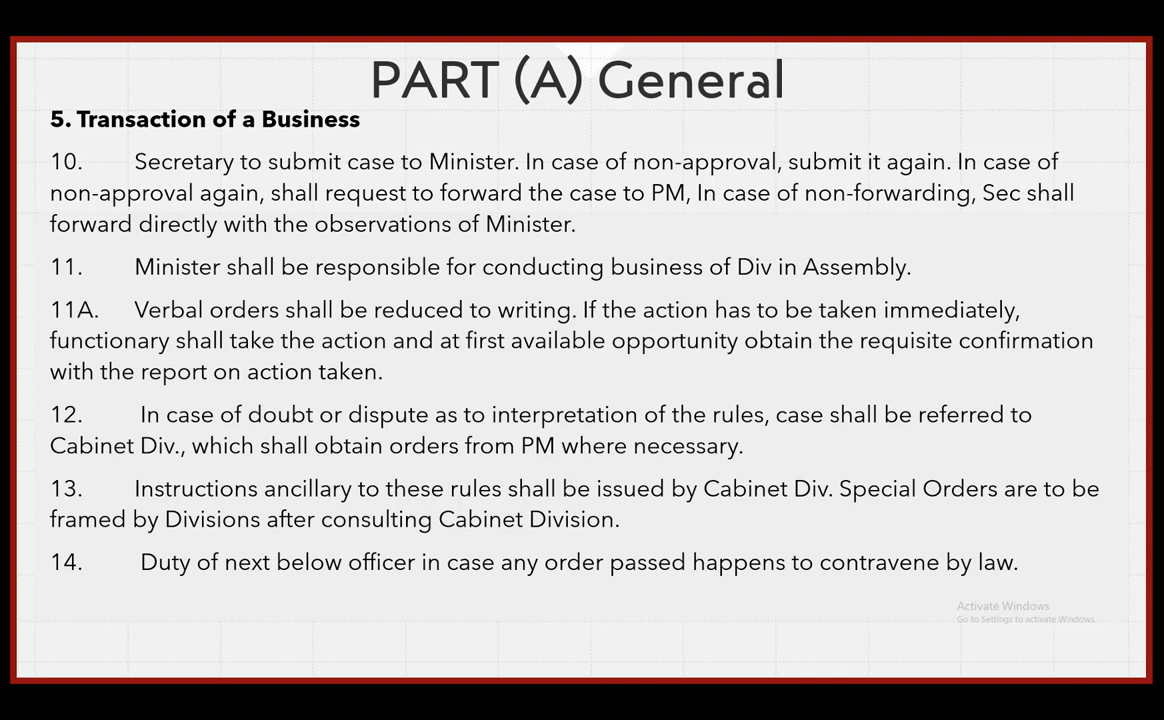 PART (A) General
5. Transaction of a Business
10. Secretary to submit case to Minister. In case of non-approval, submit it again. In case of
non-approval again, shall request to forward the case to PM, In case of non-forwarding, Sec shall
forward directly with the observations of Minister.
11. Minister shall be responsible for conducting business of Div in Assembly.
11A. Verbal orders shall be reduced to writing. If the action has to be taken immediately,
functionary shall take the action and at first available opportunity obtain the requisite confirmation
with the report on action taken.
12. In case of doubt or dispute as to interpretation of the rules, case shall be referred to
Cabinet Div., which shall obtain orders from PM where necessary.
13. Instructions ancillary to these rules shall be issued by Cabinet Div. Special Orders are to be
framed by Divisions after consulting Cabinet Division.
14. Duty of next below officer in case any order passed happens to contravene by law.
Activate Windows
Go to Settings to activate Windows.